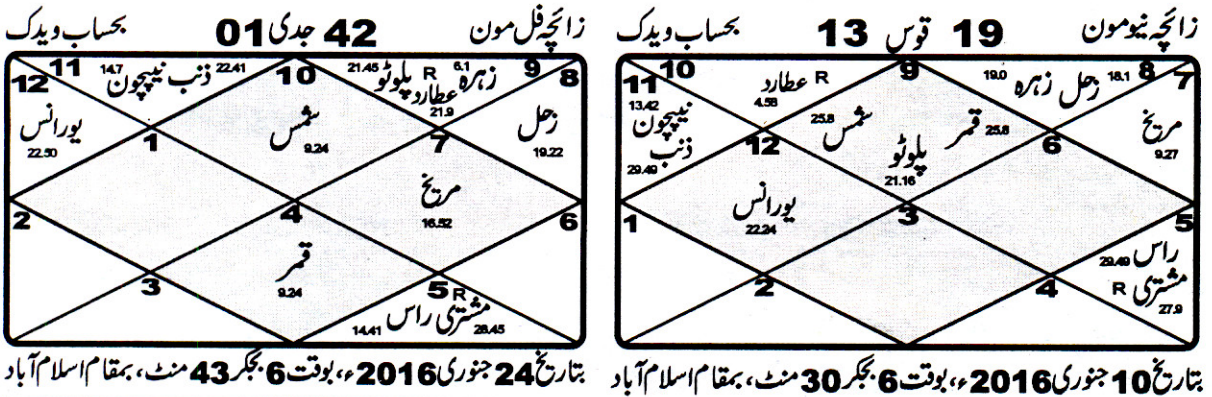 زائچہ نیومون 19 قوس 13 بحساب ویدک
7
8
18.1
زحل
زہرہ
19.0
9
R
عطارد
4.58
10
11
نیپچون
13.42
ذنب
29.49
مریخ
9.27
6
قمر
25.8
شمس
25.8
پلوٹو
21.16
12
یورانس
22.24
3
1
5
راس
29.49
مشتری
R
27.9
4
2
بتاریخ 10 جنوری 2016ء، بوقت 6 بجکر 30 منٹ، بمقام اسلام آباد
زائچہ فل مون 42 جدی 01 بحساب ویدک
8
9
6.1
زہرہ
R
عطارد
21.9
پلوٹو
21.45
10
22.41
ذنب
نیپچون
14.7
11
12
یورانس
22.50
زحل
19.22
7
شمس
9.24
1
مریخ
16.52
4
2
6
قمر
9.24
3
5
R
مشتری
28.45
راس
14.41
بتاریخ 24 جنوری 2016ء، بوقت 6 بجکر 43 منٹ، بمقام اسلام آباد